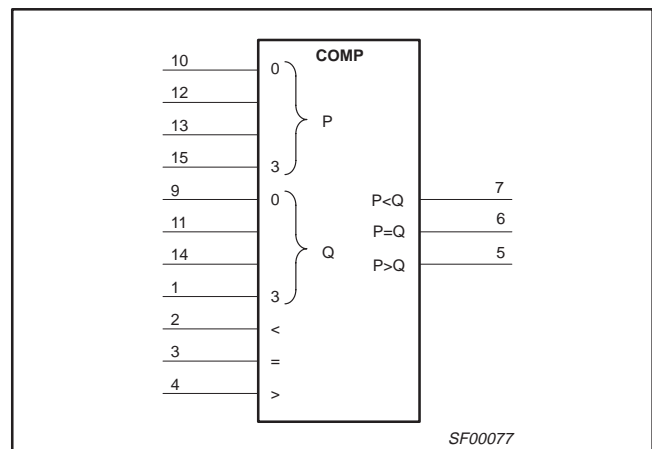 COMP
10 0
12
13 P
15 3
9 0 P<Q 7
11 P=Q 6
14 Q P>Q 5
1 3
2 <
3 =
4 >
SF00077